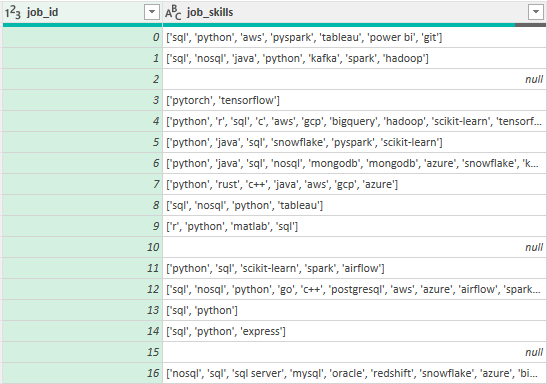 123 job_id ABC job_skills
0 ['sql', 'python', 'aws', 'pyspark', 'tableau', 'power bi', 'git']
1 ['sql', 'nosql', 'java', 'python', 'kafka', 'spark', 'hadoop']
2 null
3 ['pytorch', 'tensorflow']
4 ['python', 'r', 'sql', 'c', 'aws', 'gcp', 'bigquery', 'hadoop', 'scikit-learn', 'tensorf...
5 ['python', 'java', 'sql', 'snowflake', 'pyspark', 'scikit-learn']
6 ['python', 'java', 'sql', 'nosql', 'mongodb', 'mongodb', 'azure', 'snowflake', 'k...
7 ['python', 'rust', 'c++', 'java', 'aws', 'gcp', 'azure']
8 ['sql', 'nosql', 'python', 'tableau']
9 ['r', 'python', 'matlab', 'sql']
10 null
11 ['python', 'sql', 'scikit-learn', 'spark', 'airflow']
12 ['sql', 'nosql', 'python', 'go', 'c++', 'postgresql', 'aws', 'azure', 'airflow', 'spark...
13 ['sql', 'python']
14 ['sql', 'python', 'express']
15 null
16 ['nosql', 'sql', 'sql server', 'mysql', 'oracle', 'redshift', 'snowflake', 'azure', 'bi...